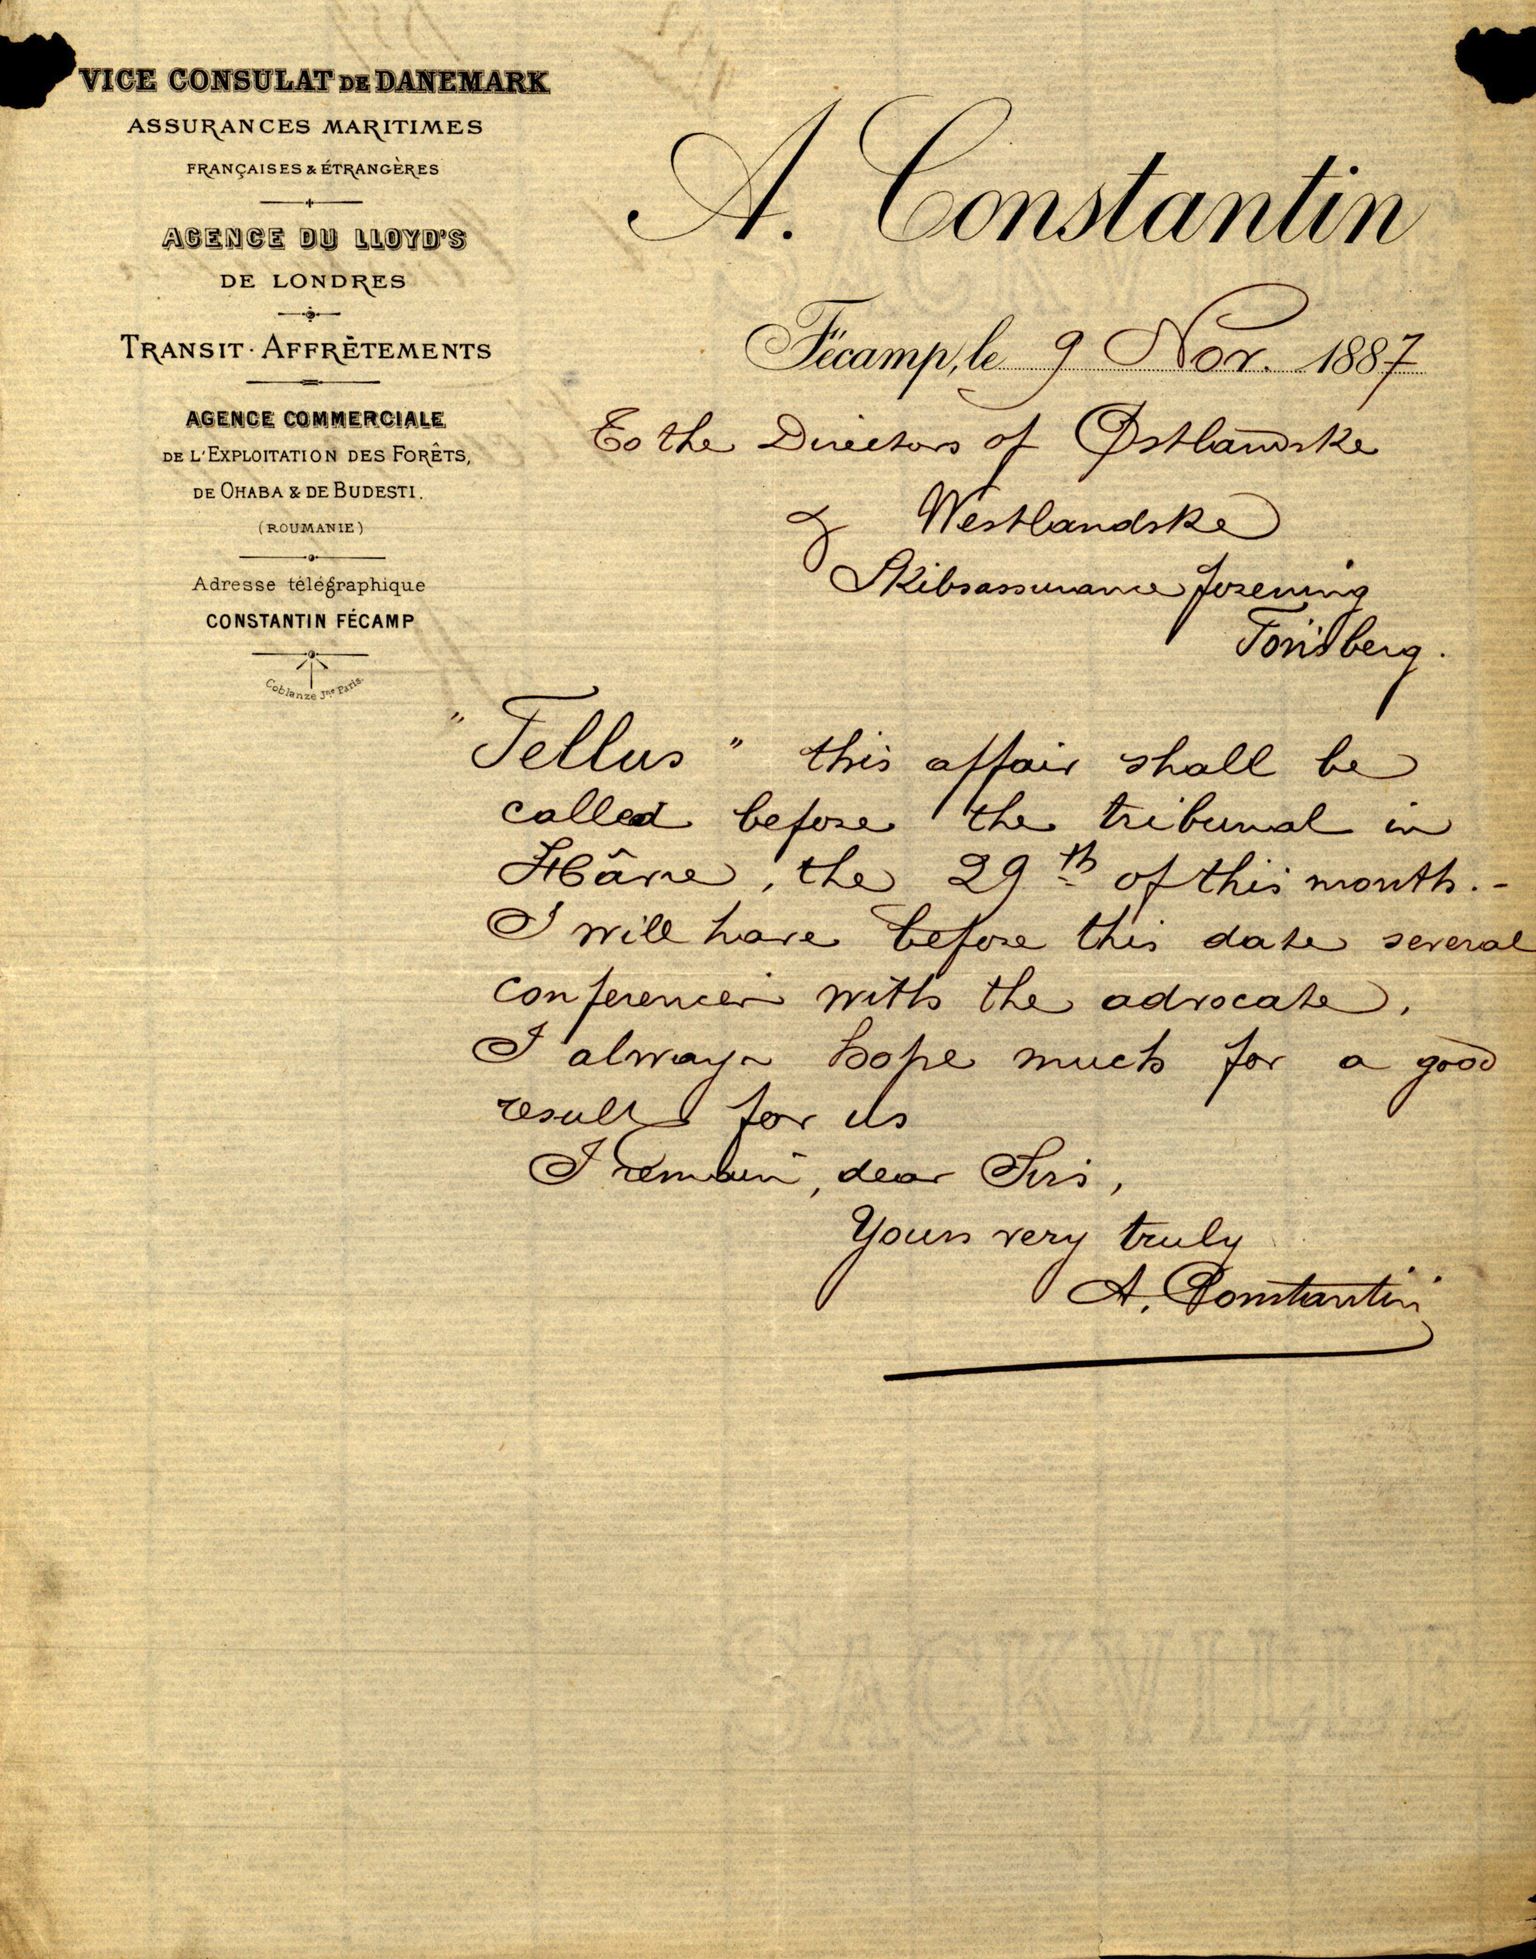 VICE CONSULAT DE DANEMARK
ASSURANCES MARITIMES
FRANÇAISES & ÉTRANGÈRES
AGENCE DU LLOYD'S
DE LONDRES
TRANSIT · AFFRÈTEMENTS
AGENCE COMMERCIALE
DE L'EXPLOITATION DES FORÊTS,
DE OHABA & DE BUDESTI.
(ROUMANIE)
Adresse télégraphique
CONSTANTIN FÉCAMP
Coblanze Jne Paris.
A. Constantin
Fécamp, le 9 Nov. 1887
To the Directors of Østlandske
& Westlandske
Skibsassurance forening
Tönsberg.
"Tellus" this affair shall be
called before the tribunal in
Hâvre, the 29th of this month. -
I will have before this date several
conferences with the advocate.
I always hope much for a good
result for us
I remain, dear Sirs,
Yours very truly
A. Constantin
SACKVILLE